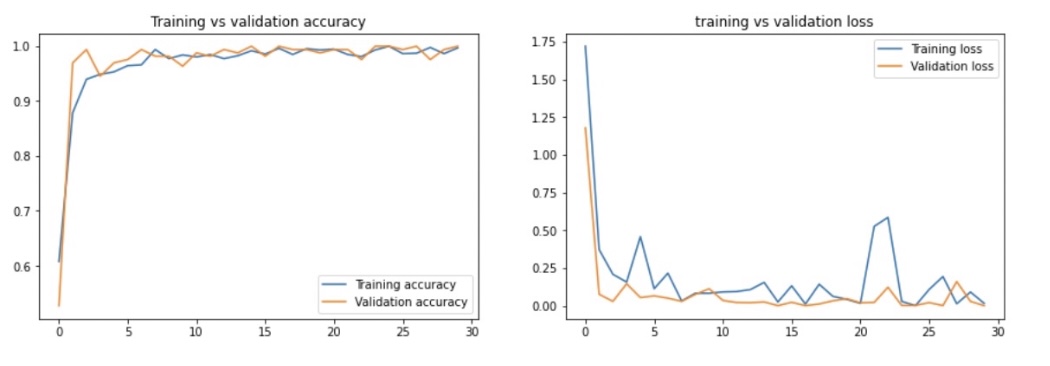 Training vs validation accuracy
1.0
0.9
0.8
0.7
0.6
Training accuracy
Validation accuracy
0 5 10 15 20 25 30
training vs validation loss
1.75
1.50
1.25
1.00
0.75
0.50
0.25
0.00
Training loss
Validation loss
0 5 10 15 20 25 30